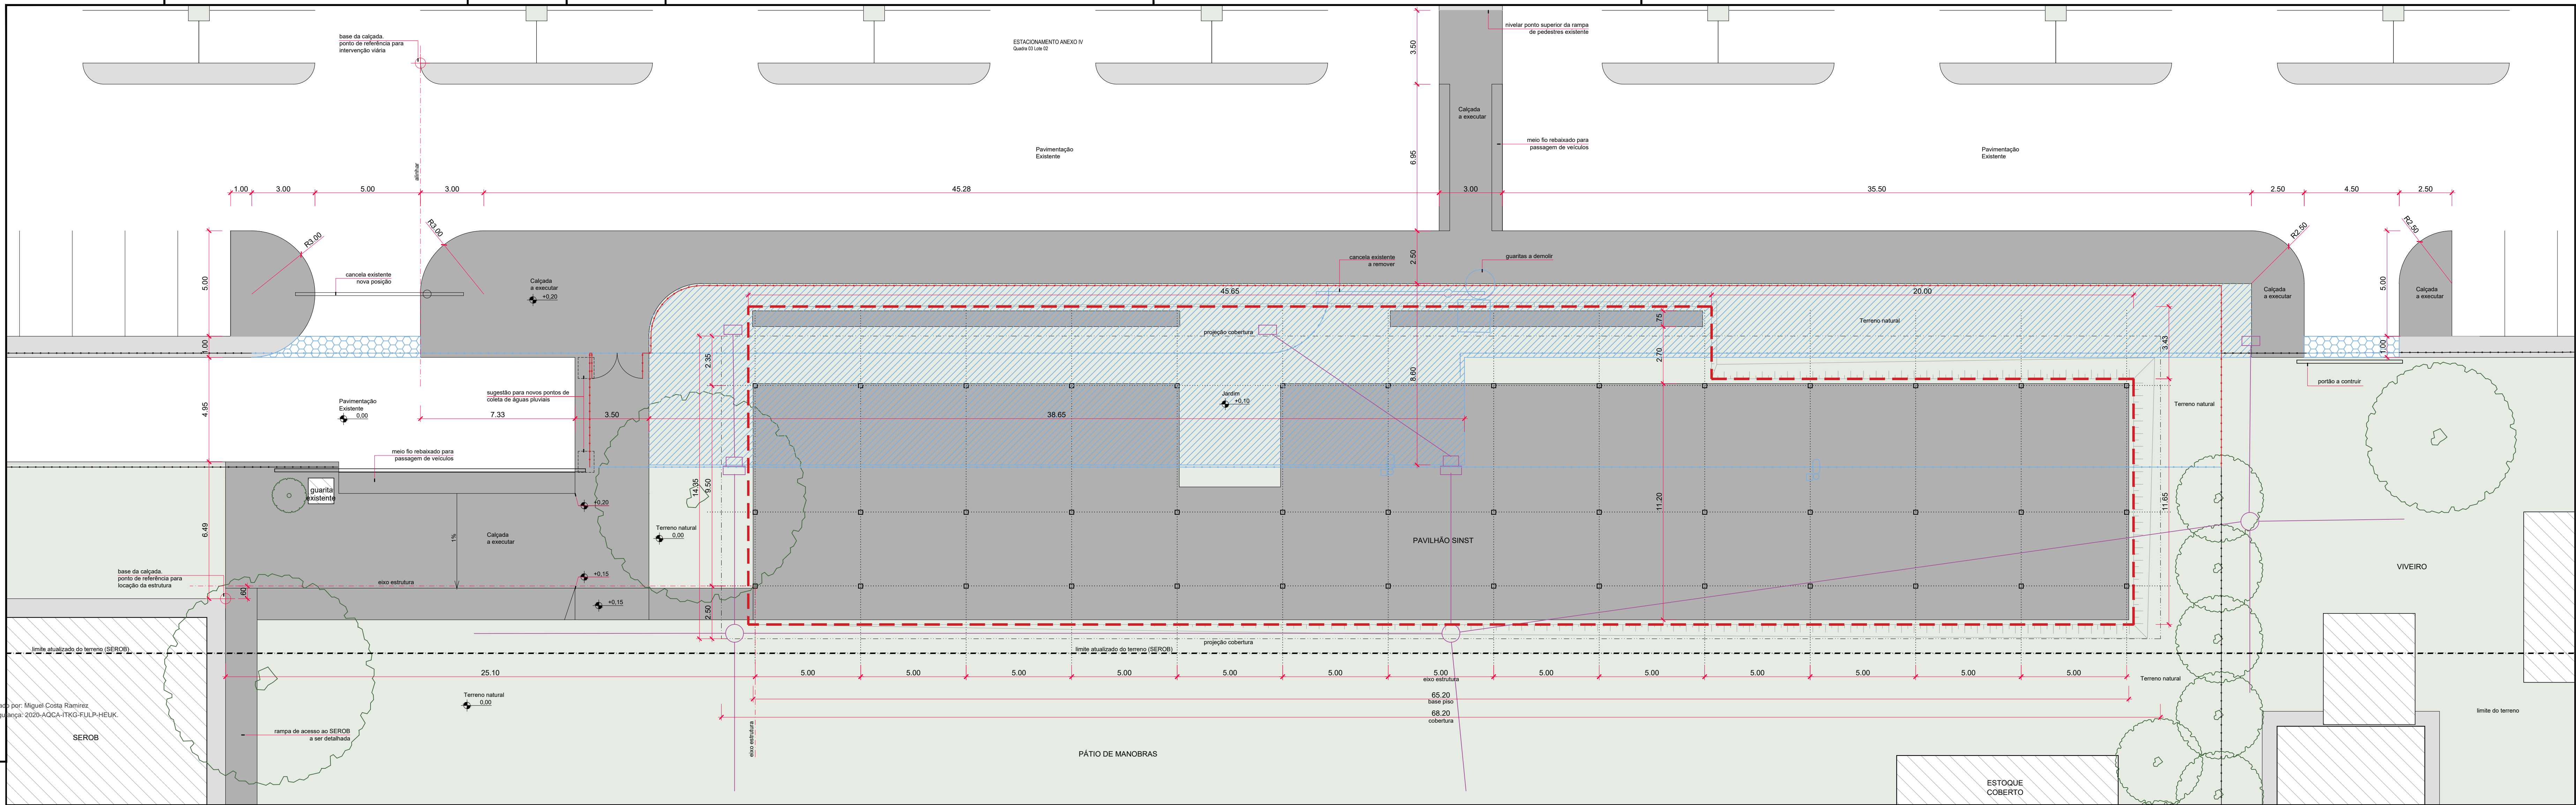 base da calçada.
ponto de referência para
intervenção viária
ESTACIONAMENTO ANEXO IV
Quadra 03 Lote 02
nivelar ponto superior da rampa
de pedestres existente
3.50
Calçada
a executar
alinhar
Pavimentação
Existente
6.95
meio fio rebaixado para
passagem de veículos
Pavimentação
Existente
1.00
3.00
5.00
3.00
45.28
3.00
35.50
2.50
4.50
2.50
R3.00
R3.00
R2.50
R2.50
5.00
cancela existente
nova posição
Calçada
a executar
+0,20
cancela existente
a remover
2.50
guaritas a demolir
Calçada
a executar
5.00
Calçada
a executar
45.65
20.00
projeção cobertura
.75
Terreno natural
1.00
2.35
2.70
3.43
1.00
portão a contruir
4.95
Pavimentação
Existente
0,00
sugestão para novos pontos de
coleta de águas pluviais
8.60
Jardim
+0,10
Terreno natural
7.33
3.50
38.65
meio fio rebaixado para
passagem de veículos
guarita
existente
14.35
9.50
11.20
11.65
+0,20
6.49
1%
Calçada
a executar
Terreno natural
0,00
PAVILHÃO SINST
VIVEIRO
base da calçada.
ponto de referência para
locação da estrutura
.60
eixo estrutura
+0,15
+0,15
2.50
projeção cobertura
limite atualizado do terreno (SEROB)
limite atualizado do terreno (SEROB)
25.10
5.00
5.00
5.00
5.00
5.00
5.00
5.00
5.00
5.00
5.00
5.00
5.00
5.00
eixo estrutura
Terreno natural
Terreno natural
0,00
65.20
base piso
68.20
cobertura
eixo estrutura
ado por: Miguel Costa Ramirez
gurança: 2020-AQCA-ITKG-FULP-HEUK.
limite do terreno
rampa de acesso ao SEROB
a ser detalhada
SEROB
PÁTIO DE MANOBRAS
ESTOQUE
COBERTO